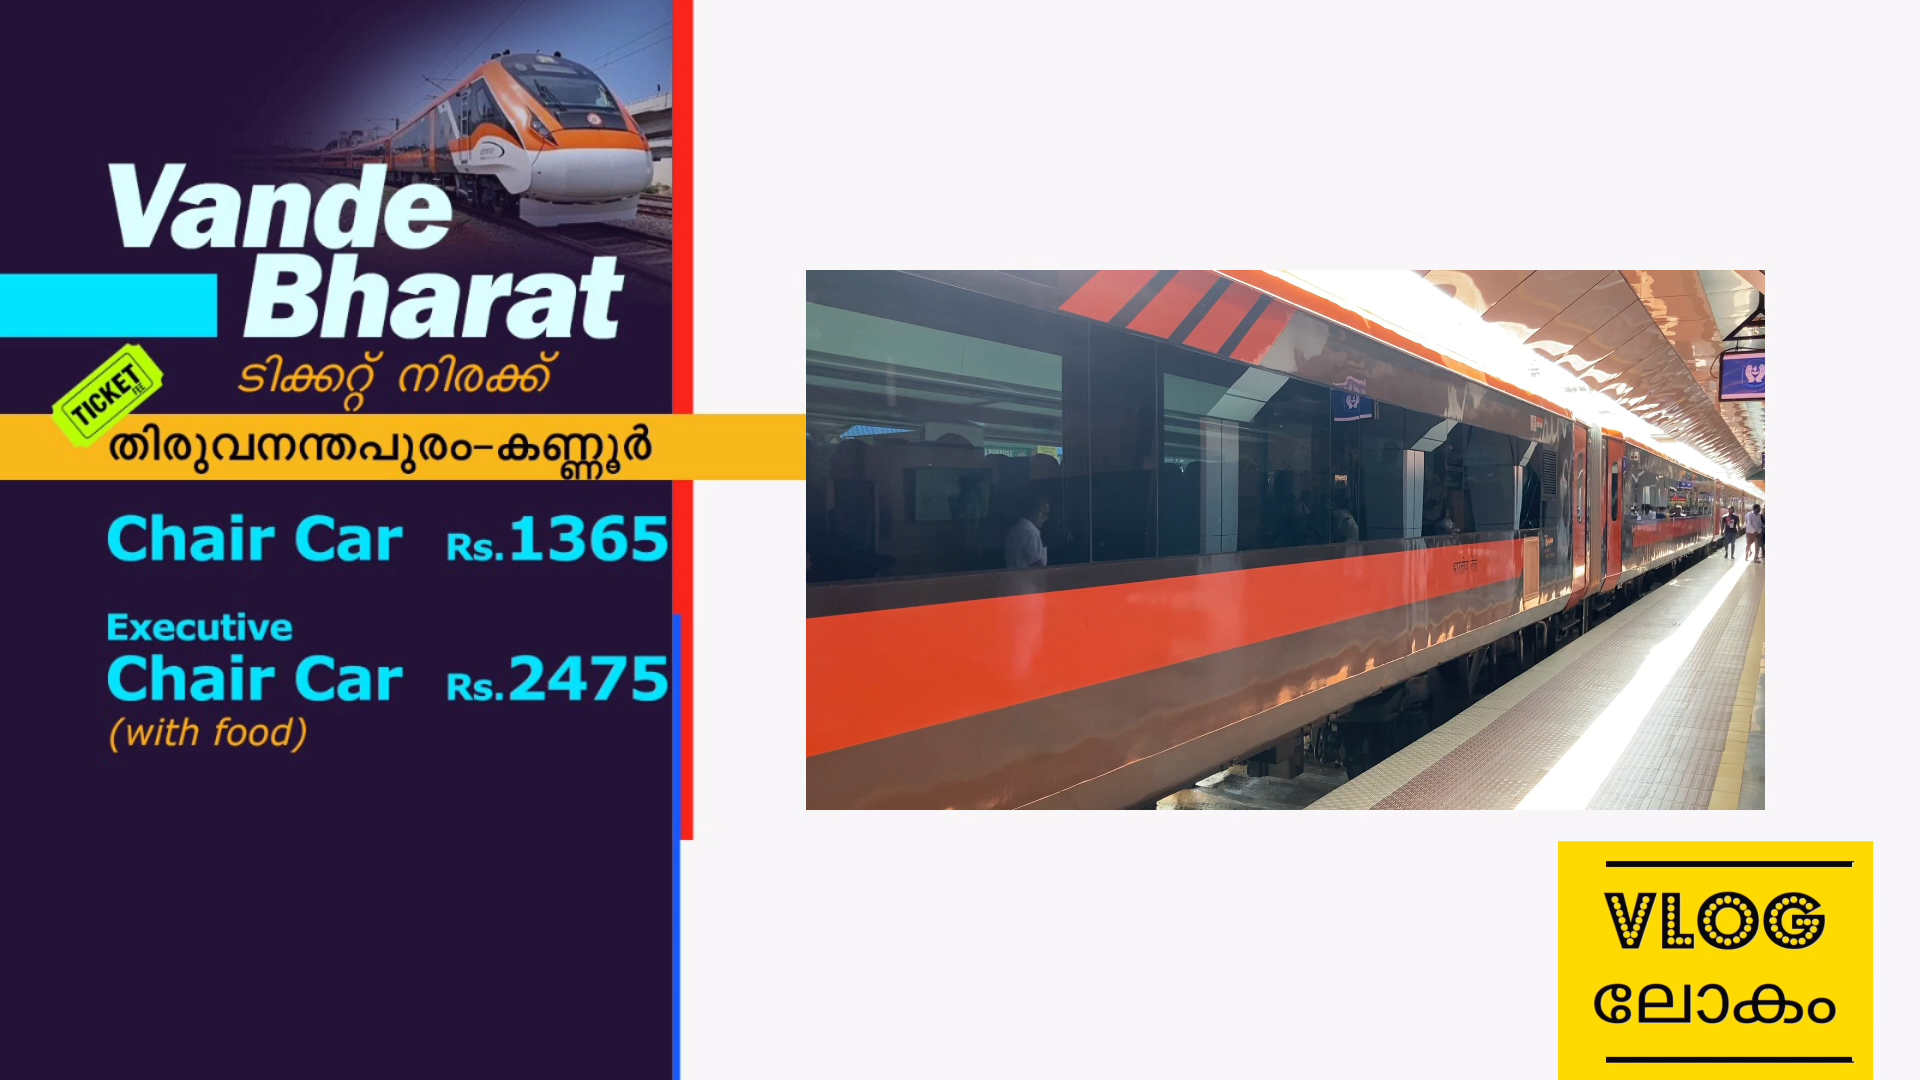 Vande
Bharat
ടിക്കറ്റ് നിരക്ക്
TICKET
FEE
തിരുവനന്തപുരം-കണ്ണൂർ
Chair Car Rs.1365
Executive
Chair Car Rs.2475
(with food)
VLOG
ലോകം